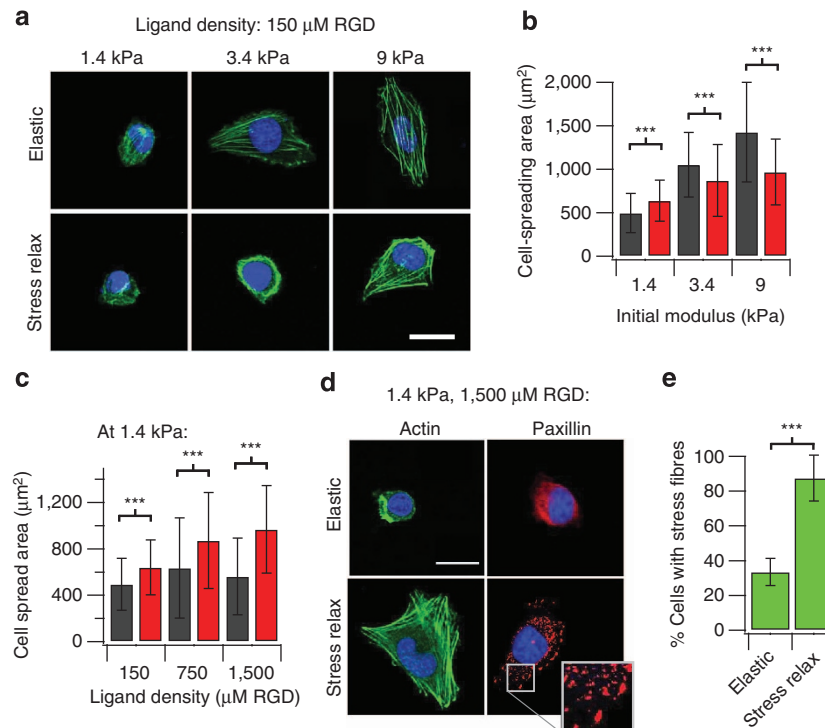 a
Ligand density: 150 μM RGD
1.4 kPa
3.4 kPa
9 kPa
Elastic
Stress relax
b
Cell-spreading area (μm²)
2,000
1,500
1,000
500
0
***
***
***
1.4
3.4
9
Initial modulus (kPa)
c
At 1.4 kPa:
Cell spread area (μm²)
1,200
800
400
0
***
***
***
150
750
1,500
Ligand density (μM RGD)
d
1.4 kPa, 1,500 μM RGD:
Actin
Paxillin
Elastic
Stress relax
e
% Cells with stress fibres
100
80
60
40
20
0
***
Elastic
Stress relax